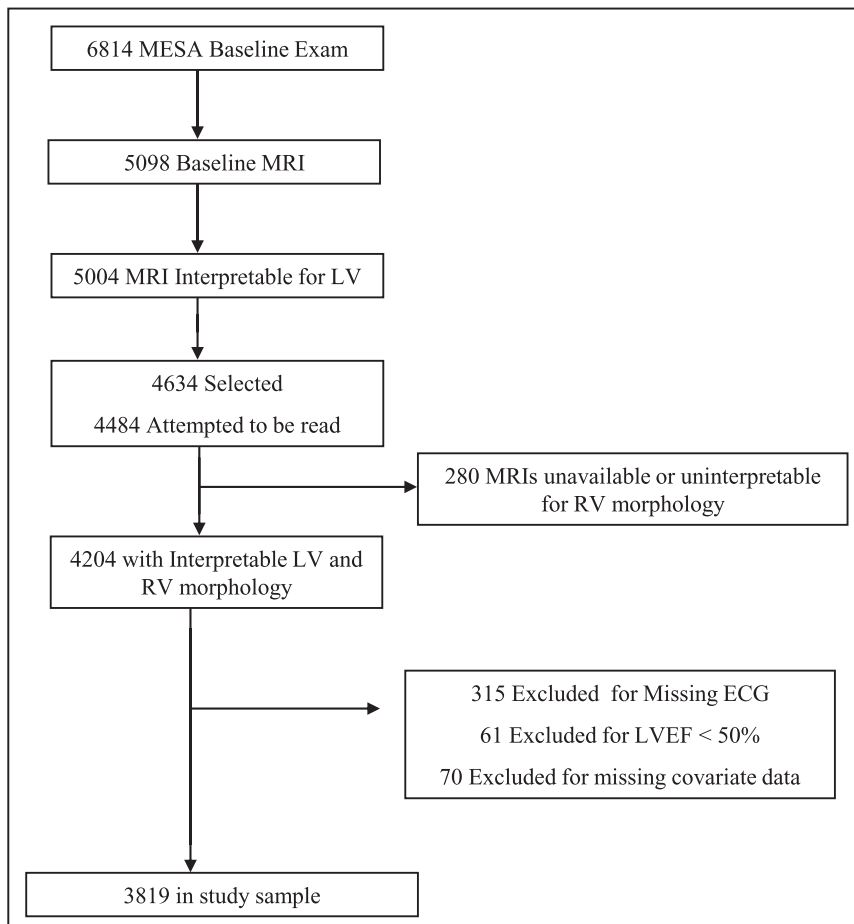 6814 MESA Baseline Exam
5098 Baseline MRI
5004 MRI Interpretable for LV
4634 Selected
4484 Attempted to be read
280 MRIs unavailable or uninterpretable
for RV morphology
4204 with Interpretable LV and
RV morphology
315 Excluded for Missing ECG
61 Excluded for LVEF < 50%
70 Excluded for missing covariate data
3819 in study sample